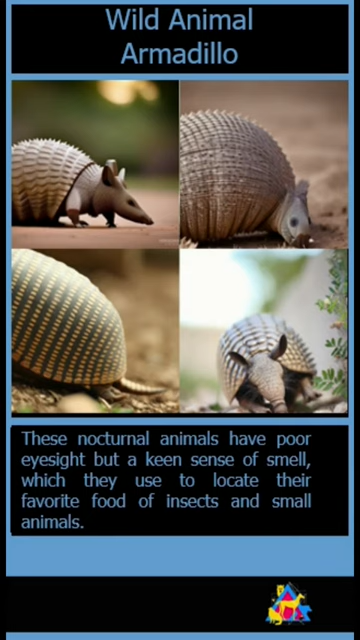 Wild Animal
Armadillo
These nocturnal animals have poor
eyesight but a keen sense of smell,
which they use to locate their
favorite food of insects and small
animals.